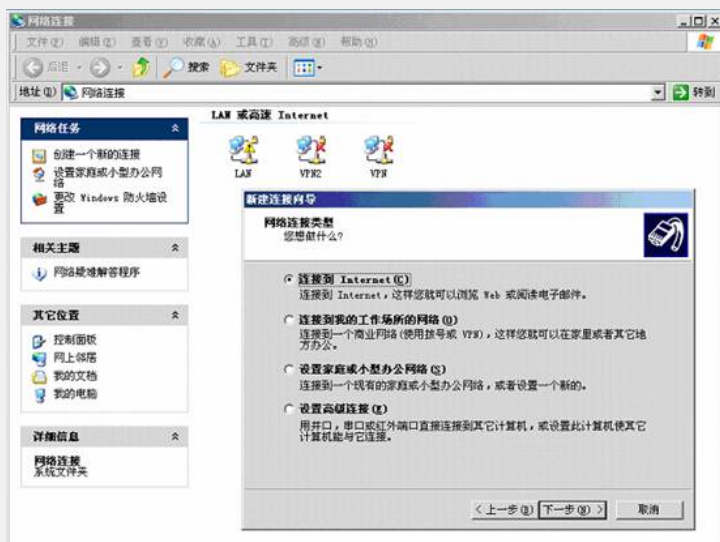 网络连接
文件(F) 编辑(E) 查看(V) 收藏(A) 工具(T) 高级(N) 帮助(H)
后退 搜索 文件夹
地址(D) 网络连接 转到
网络任务
创建一个新的连接
设置家庭或小型办公网
络
更改 Windows 防火墙设
置
相关主题
网络疑难解答程序
其它位置
控制面板
网上邻居
我的文档
我的电脑
详细信息
网络连接
系统文件夹
LAN 或高速 Internet
LAN VPN2 VPN
新建连接向导
网络连接类型
您想做什么?
连接到 Internet(C)
连接到 Internet,这样您就可以浏览 Web 或阅读电子邮件。
连接到我的工作场所的网络(O)
连接到一个商业网络(使用拨号或 VPN),这样您就可以在家里或者其它地
方办公。
设置家庭或小型办公网络(S)
连接到一个现有的家庭或小型办公网络,或者设置一个新的。
设置高级连接(E)
用并口,串口或红外端口直接连接到其它计算机,或设置此计算机使其它
计算机能与它连接。
<上一步(B) 下一步(N)> 取消